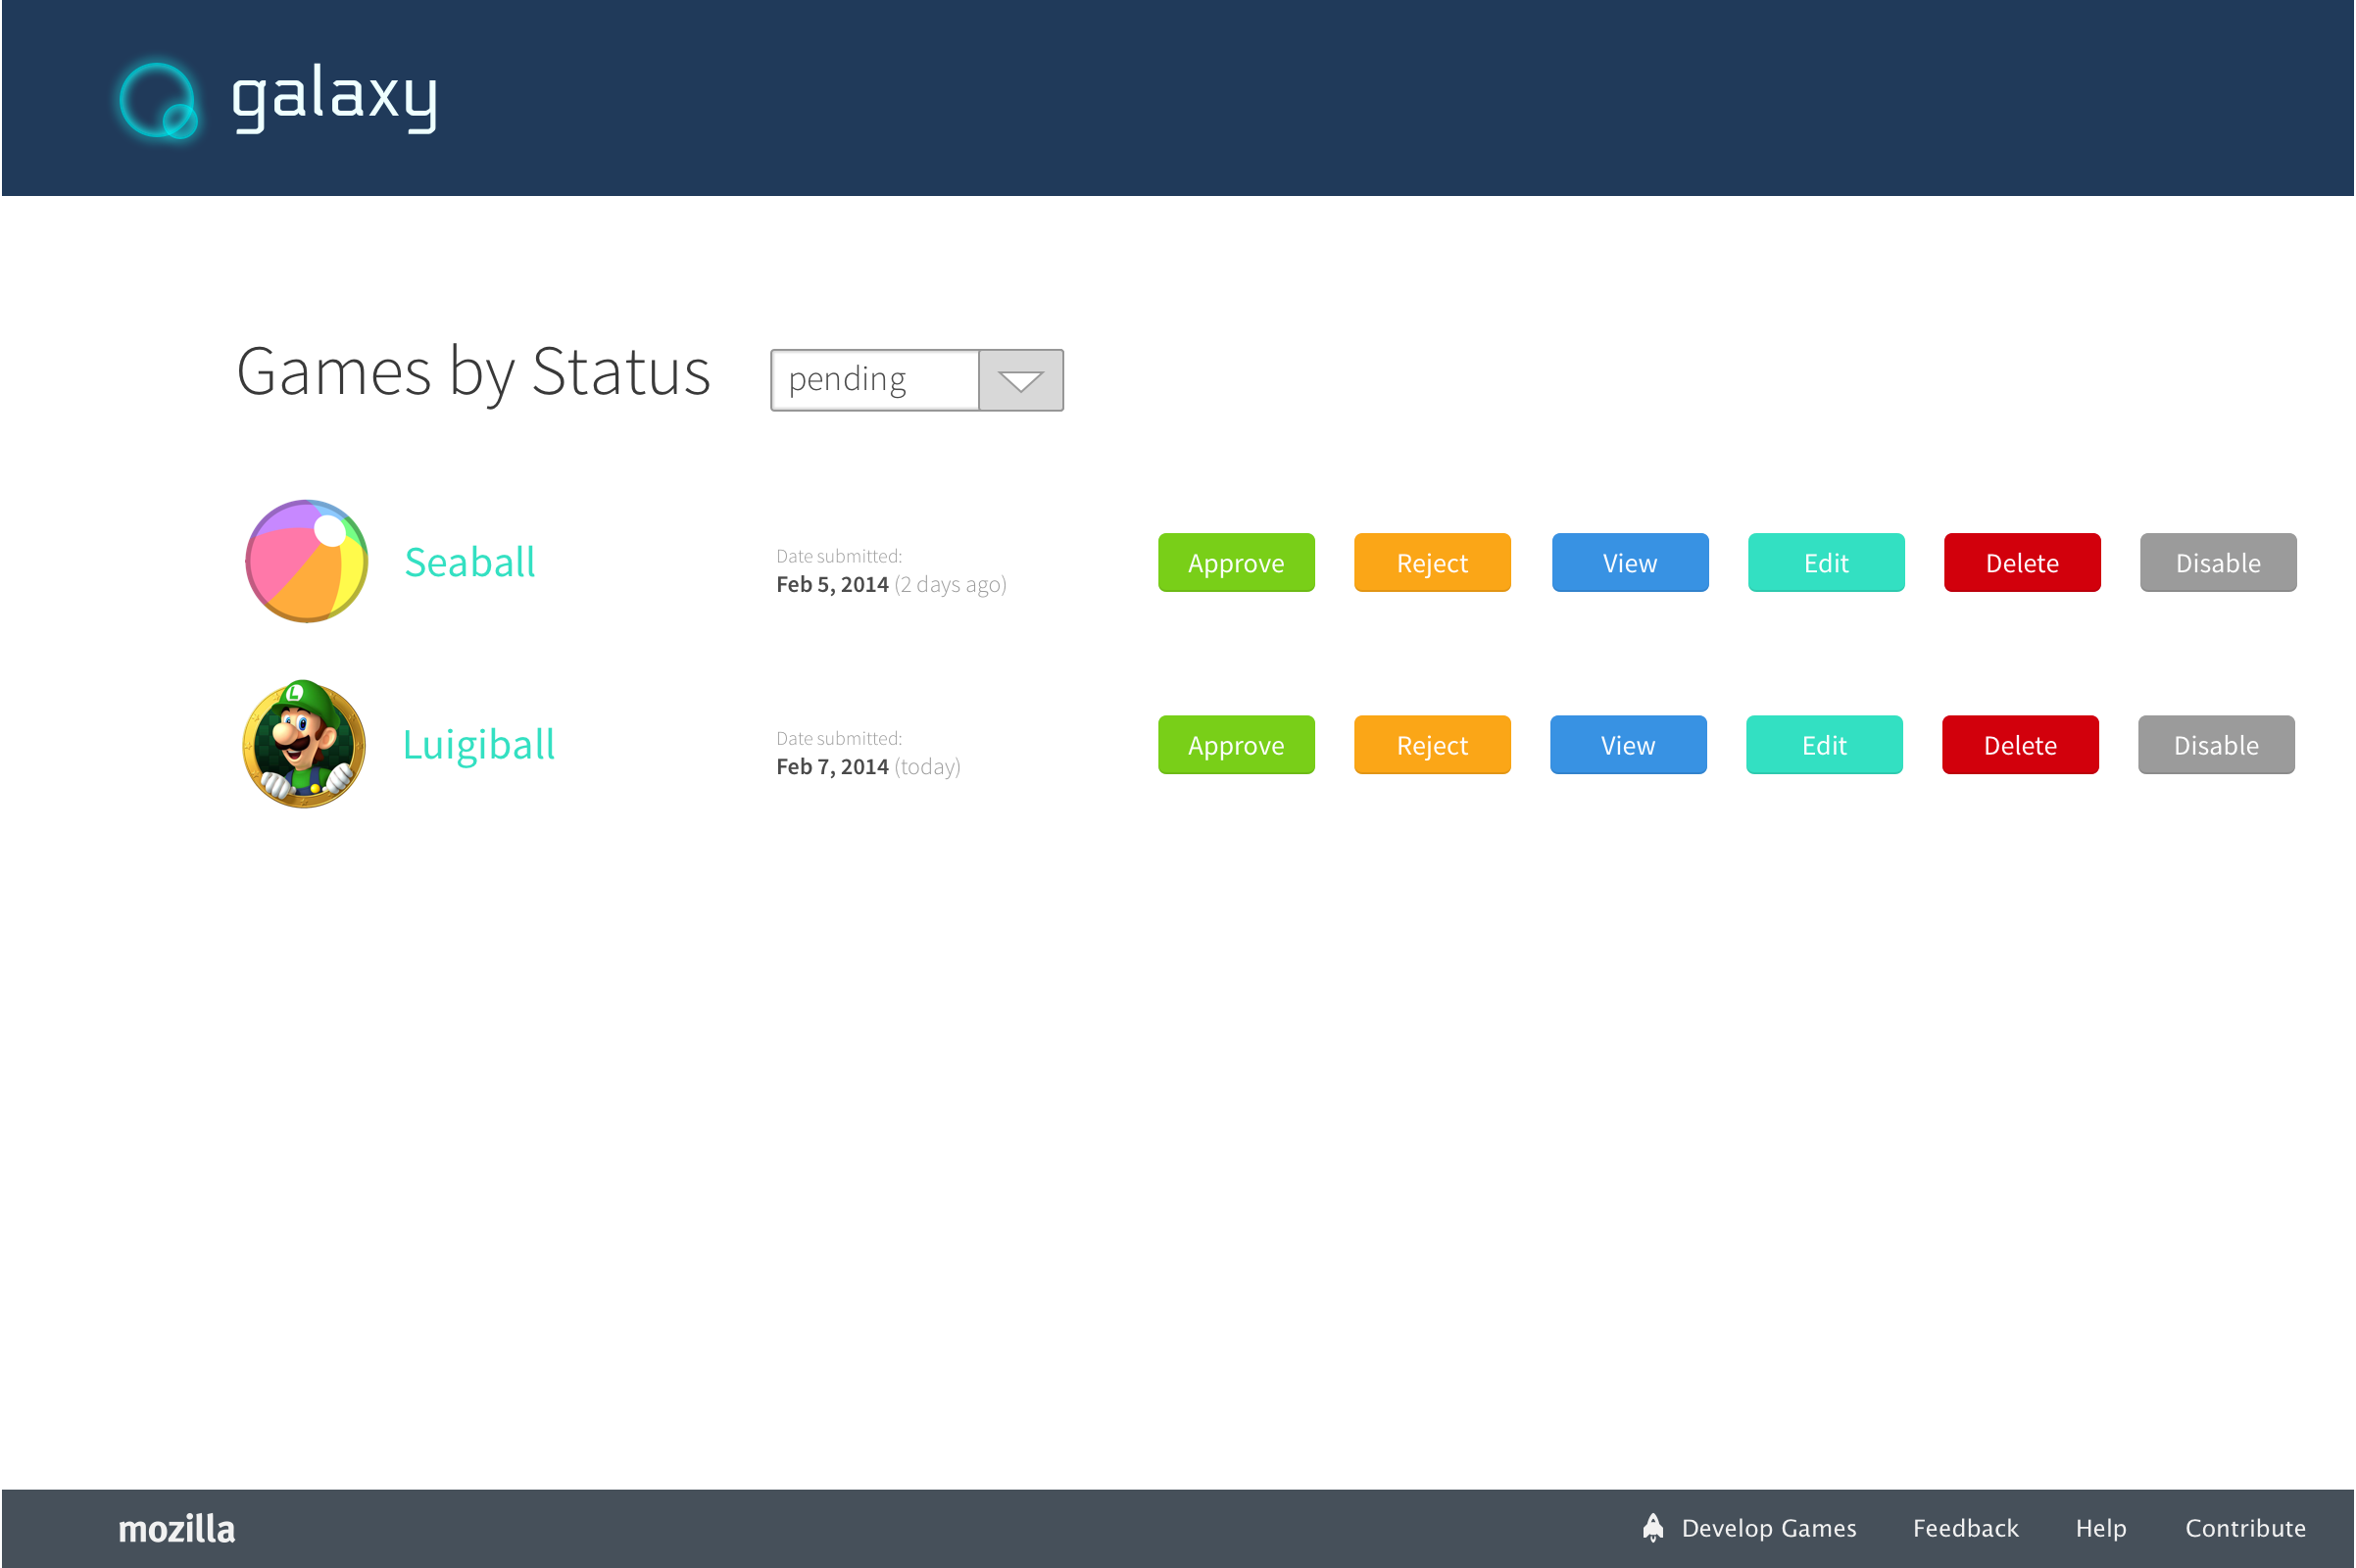 galaxy
Games by Status
pending
Seaball
Date submitted:
Feb 5, 2014 (2 days ago)
Approve
Reject
View
Edit
Delete
Disable
L
Luigiball
Date submitted:
Feb 7, 2014 (today)
Approve
Reject
View
Edit
Delete
Disable
mozilla
Develop Games
Feedback
Help
Contribute